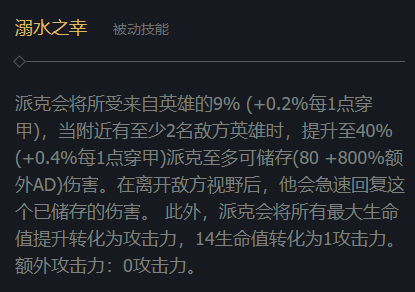 溺水之幸 被动技能
派克会将所受来自英雄的9% (+0.2%每1点穿
甲)，当附近有至少2名敌方英雄时，提升至40%
(+0.4%每1点穿甲)派克至多可储存(80 +800%额
外AD)伤害。在离开敌方视野后，他会急速回复这
个已储存的伤害。 此外，派克会将所有最大生命
值提升转化为攻击力，14生命值转化为1攻击力。
额外攻击力：0攻击力。